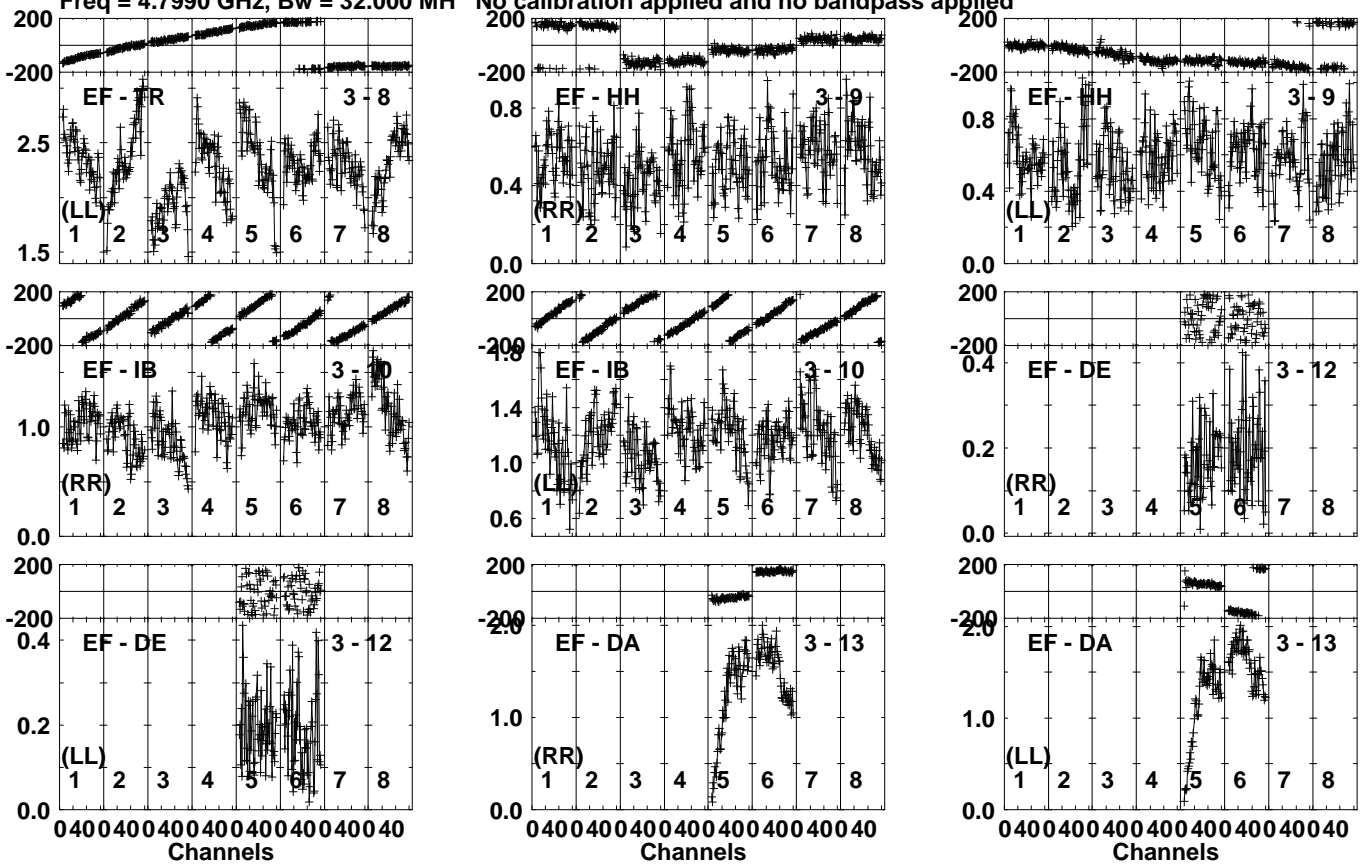 Freq = 4.7990 GHz, Bw = 32.000 MH No calibration applied and no bandpass applied
200 200 200
-200 -200 -200
EF - TR 3 - 8 EF - HH 3 - 9 EF - HH 3 - 9
2.5 0.8 0.8
0.4 0.4
(LL) (RR) (LL)
1 2 3 4 5 6 7 8 1 2 3 4 5 6 7 8 1 2 3 4 5 6 7 8
1.5 0.0 0.0
200 200 200
-200 -200 -200
1.8 0.4
EF - IB 3 - 10 EF - IB 3 - 10 EF - DE 3 - 12
1.0 1.4 0.2
1.0
(RR) (LL) (RR)
1 2 3 4 5 6 7 8 1 2 3 4 5 6 7 8 1 2 3 4 5 6 7 8
0.0 0.6 0.0
200 200 200
-200 -200 -200
0.4 2.0 2.0
EF - DE 3 - 12 EF - DA 3 - 13 EF - DA 3 - 13
0.2 1.0 1.0
(LL) (RR) (LL)
1 2 3 4 5 6 7 8 1 2 3 4 5 6 7 8 1 2 3 4 5 6 7 8
0.0 0.0 0.0
0 40 0 40 0 40 0 40 0 40 0 40 0 40 0 40 0 40 0 40 0 40 0 40 0 40 0 40 0 40 0 40 0 40 0 40 0 40 0 40 0 40 0 40 0 40 0 40
Channels Channels Channels